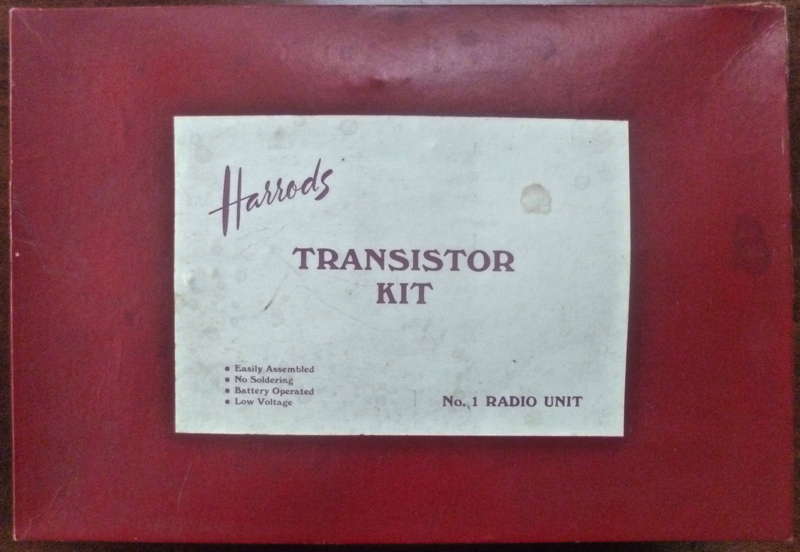 Harrods
TRANSISTOR
KIT
• Easily Assembled
• No Soldering
• Battery Operated
• Low Voltage
No. 1 RADIO UNIT